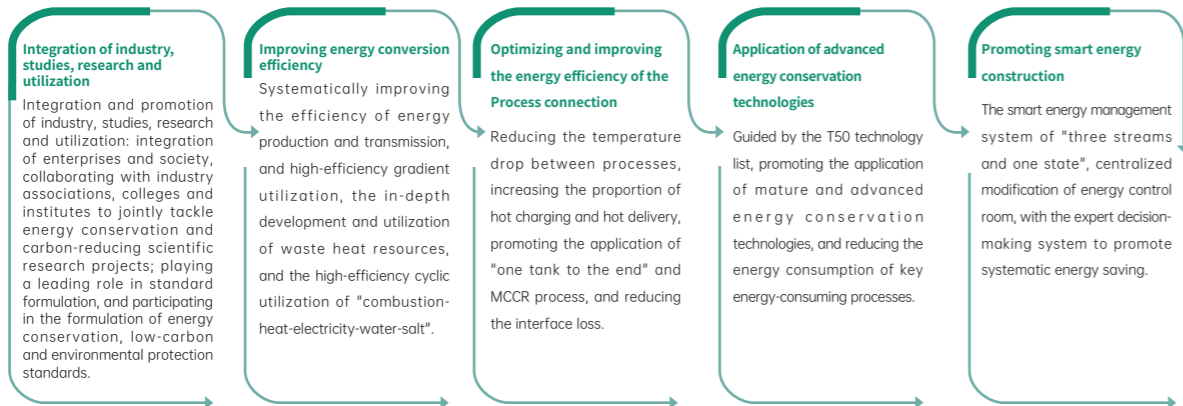 Integration of industry,
studies, research and
utilization
Integration and promotion
of industry, studies, research
and utilization: integration
of enterprises and society,
collaborating with industry
associations, colleges and
institutes to jointly tackle
energy conservation and
carbon-reducing scientific
research projects; playing
a leading role in standard
formulation, and participating
in the formulation of energy
conservation, low-carbon
and environmental protection
standards.
Improving energy conversion
efficiency
Systematically improving
the efficiency of energy
production and transmission,
and high-efficiency gradient
utilization, the in-depth
development and utilization
of waste heat resources,
and the high-efficiency cyclic
utilization of "combustion-
heat-electricity-water-salt".
Optimizing and improving
the energy efficiency of the
Process connection
Reducing the temperature
drop between processes,
increasing the proportion of
hot charging and hot delivery,
promoting the application of
"one tank to the end" and
MCCR process, and reducing
the interface loss.
Application of advanced
energy conservation
technologies
Guided by the T50 technology
list, promoting the application
of mature and advanced
energy conservation
technologies, and reducing the
energy consumption of key
energy-consuming processes.
Promoting smart energy
construction
The smart energy management
system of "three streams
and one state", centralized
modification of energy control
room, with the expert decision-
making system to promote
systematic energy saving.